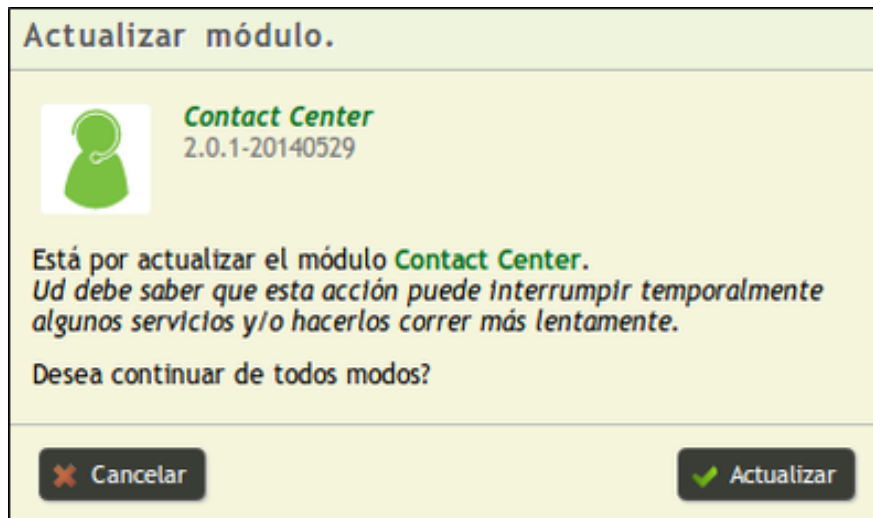 Actualizar módulo.
Contact Center
2.0.1-20140529
Está por actualizar el módulo Contact Center.
Ud debe saber que esta acción puede interrumpir temporalmente
algunos servicios y/o hacerlos correr más lentamente.
Desea continuar de todos modos?
Cancelar
Actualizar